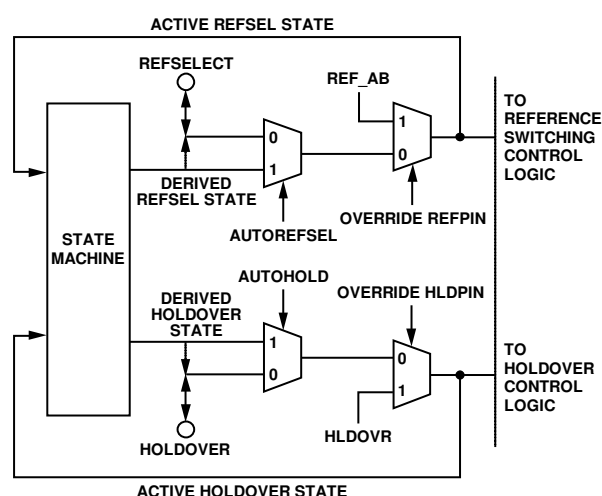 ACTIVE REFSEL STATE
REFSELECT
REF_AB
TO
REFERENCE
SWITCHING
CONTROL
LOGIC
0
1
1
0
DERIVED
REFSEL STATE
AUTOREFSEL
OVERRIDE REFPIN
STATE
MACHINE
AUTOHOLD
OVERRIDE HLDPIN
DERIVED
HOLDOVER
STATE
1
0
0
1
TO
HOLDOVER
CONTROL
LOGIC
HOLDOVER
HLDOVR
ACTIVE HOLDOVER STATE